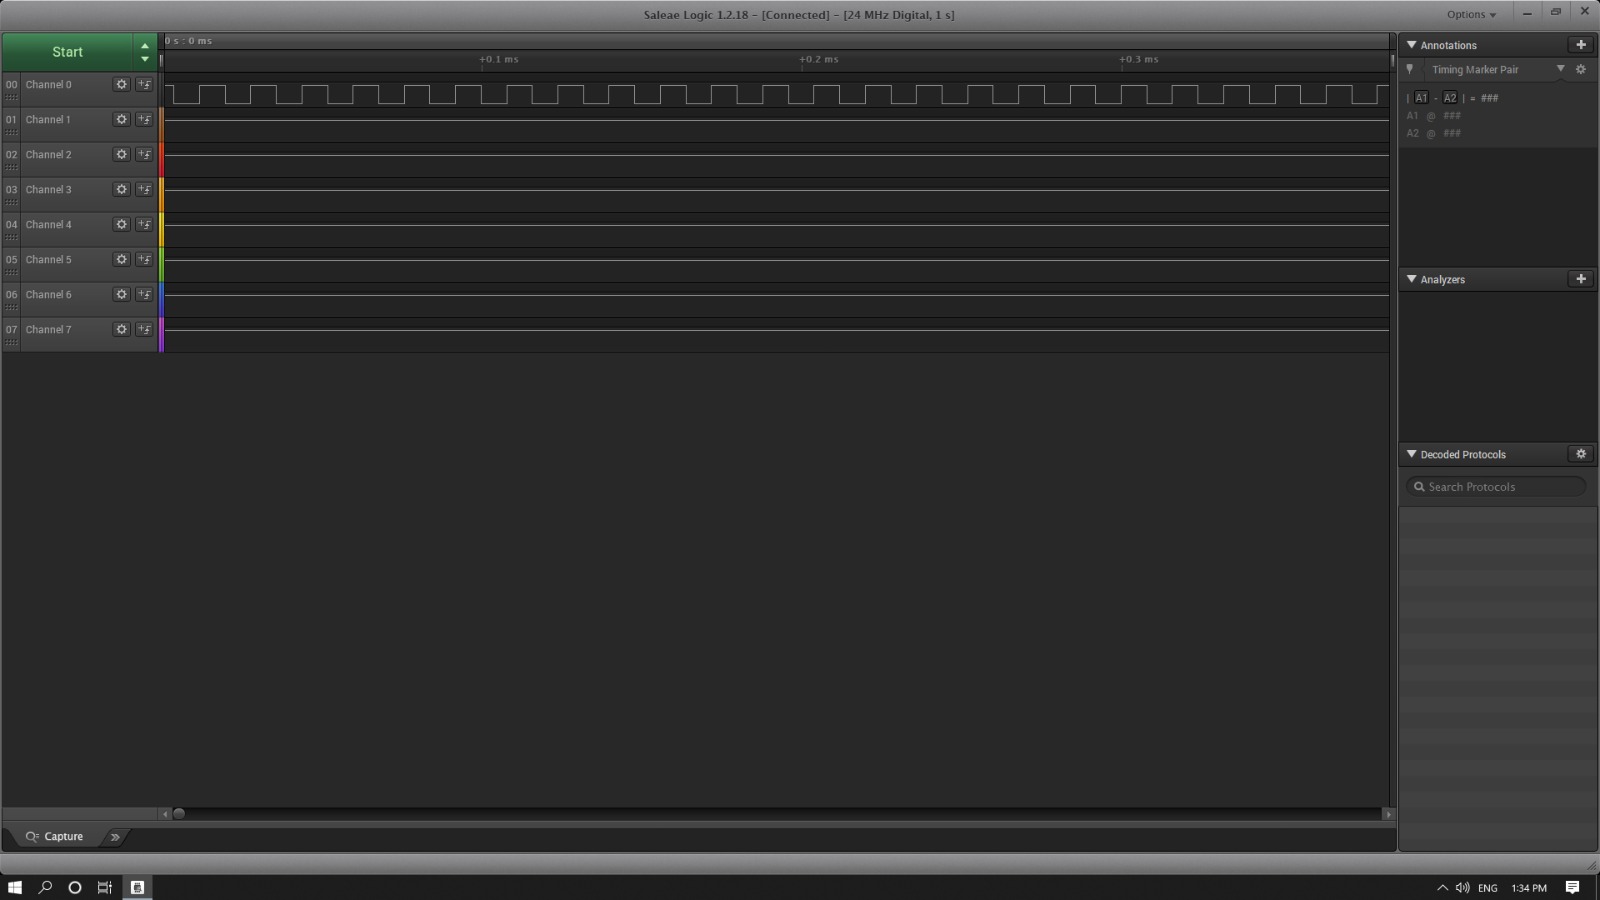 Saleae Logic 1.2.18 - [Connected] - [24 MHz Digital, 1 s]
Options
Start
0 s : 0 ms
+0.1 ms
+0.2 ms
+0.3 ms
00 Channel 0
01 Channel 1
02 Channel 2
03 Channel 3
04 Channel 4
05 Channel 5
06 Channel 6
07 Channel 7
Annotations
Timing Marker Pair
| A1 - A2 | = ###
A1 @ ###
A2 @ ###
Analyzers
Decoded Protocols
Search Protocols
Capture
ENG
1:34 PM